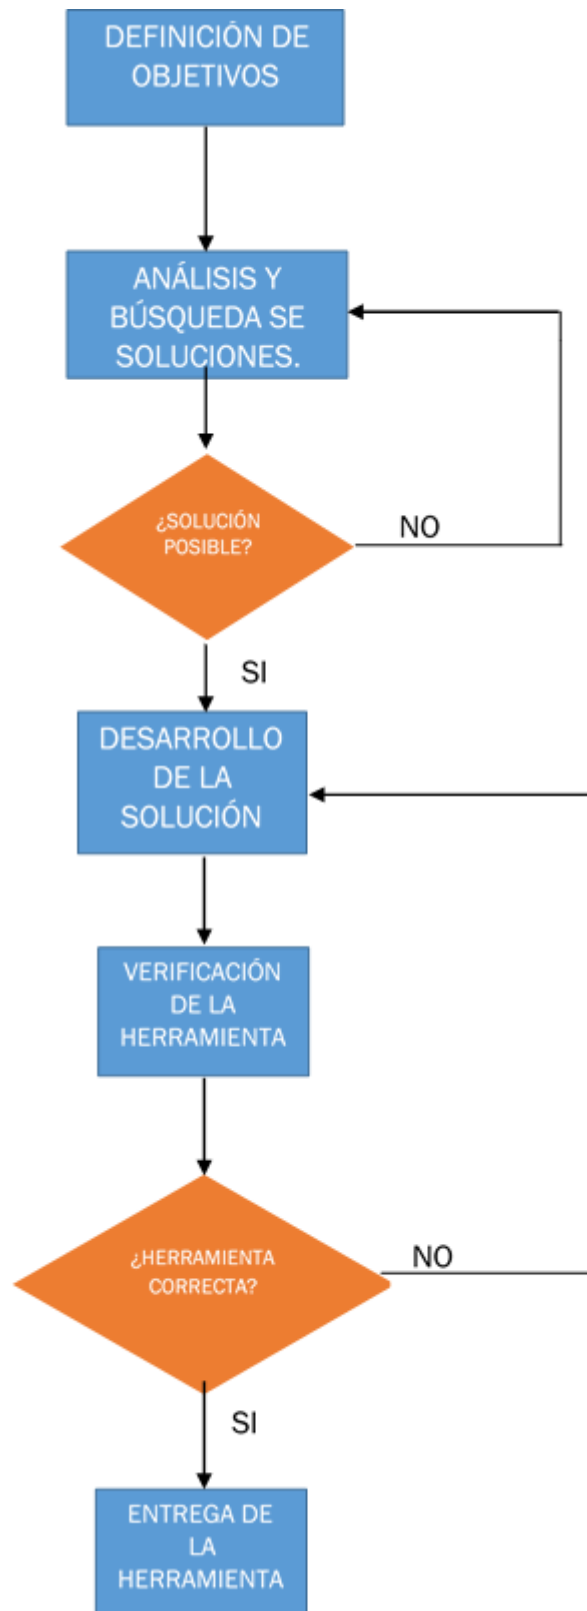 DEFINICIÓN DE
OBJETIVOS
ANÁLISIS Y
BÚSQUEDA SE
SOLUCIONES.
¿SOLUCIÓN
POSIBLE?
NO
SI
DESARROLLO
DE LA
SOLUCIÓN
VERIFICACIÓN
DE LA
HERRAMIENTA
¿HERRAMIENTA
CORRECTA?
NO
SI
ENTREGA DE
LA
HERRAMIENTA